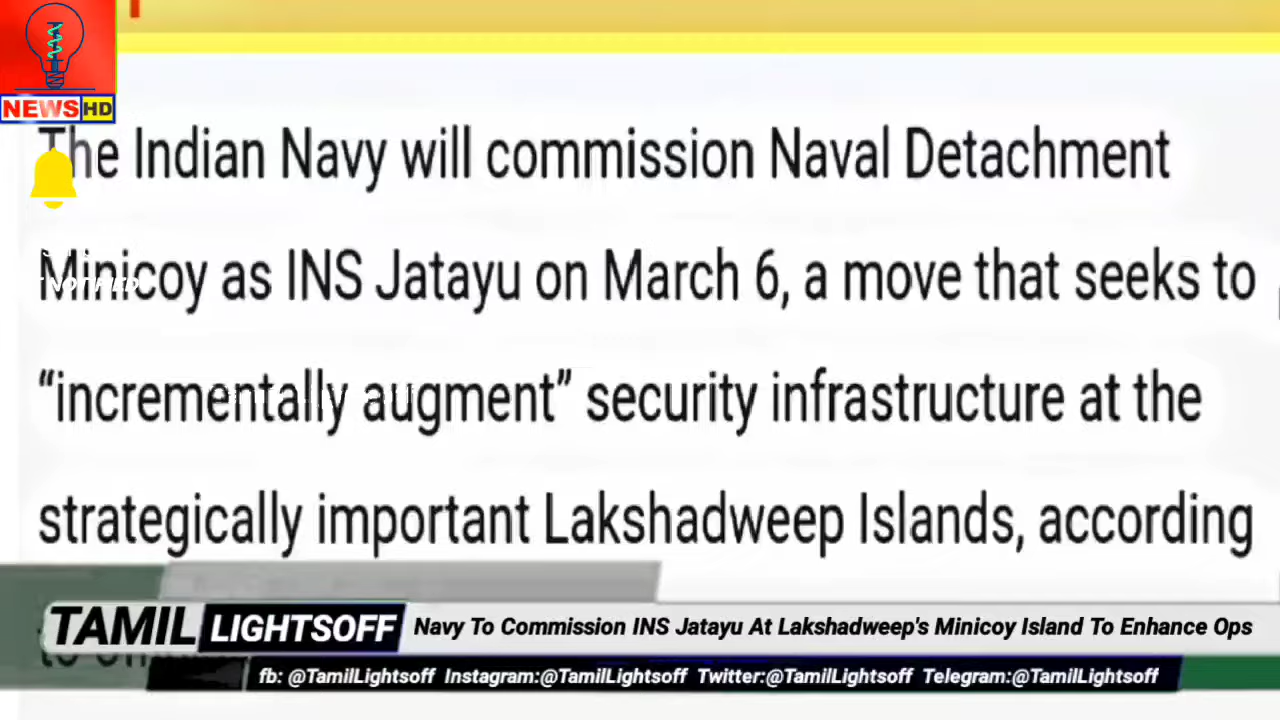 NEWS HD
The Indian Navy will commission Naval Detachment
Minicoy as INS Jatayu on March 6, a move that seeks to
“incrementally augment” security infrastructure at the
strategically important Lakshadweep Islands, according
TAMIL LIGHTSOFF Navy To Commission INS Jatayu At Lakshadweep's Minicoy Island To Enhance Ops
fb: @TamilLightsoff Instagram:@TamilLightsoff Twitter:@TamilLightsoff Telegram:@TamilLightsoff